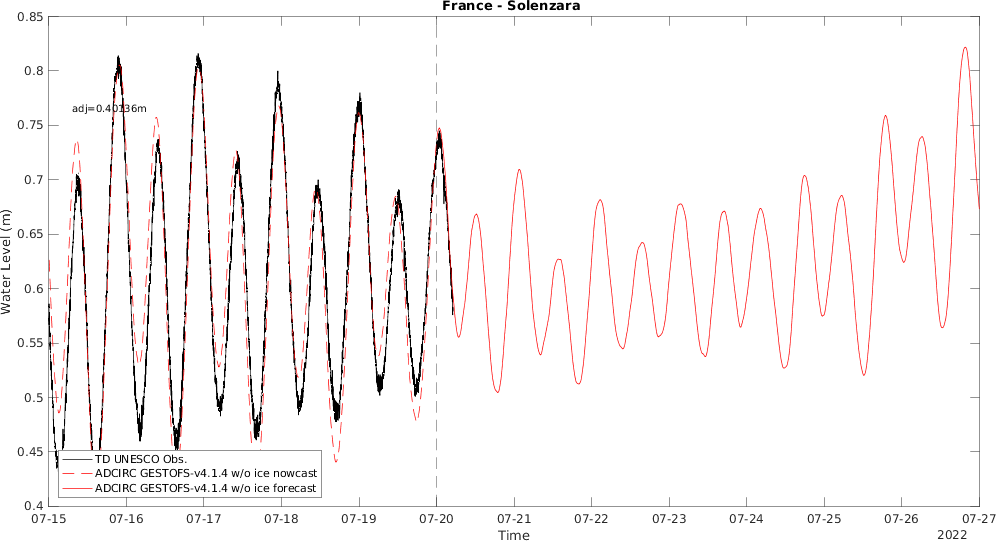 France - Solenzara
0.85
0.8
0.75
0.7
0.65
0.6
0.55
0.5
0.45
0.4
Water Level (m)
adj=0.40136m
TD UNESCO Obs.
ADCIRC GESTOFS-v4.1.4 w/o ice nowcast
ADCIRC GESTOFS-v4.1.4 w/o ice forecast
07-15 07-16 07-17 07-18 07-19 07-20 07-21 07-22 07-23 07-24 07-25 07-26 07-27
Time
2022